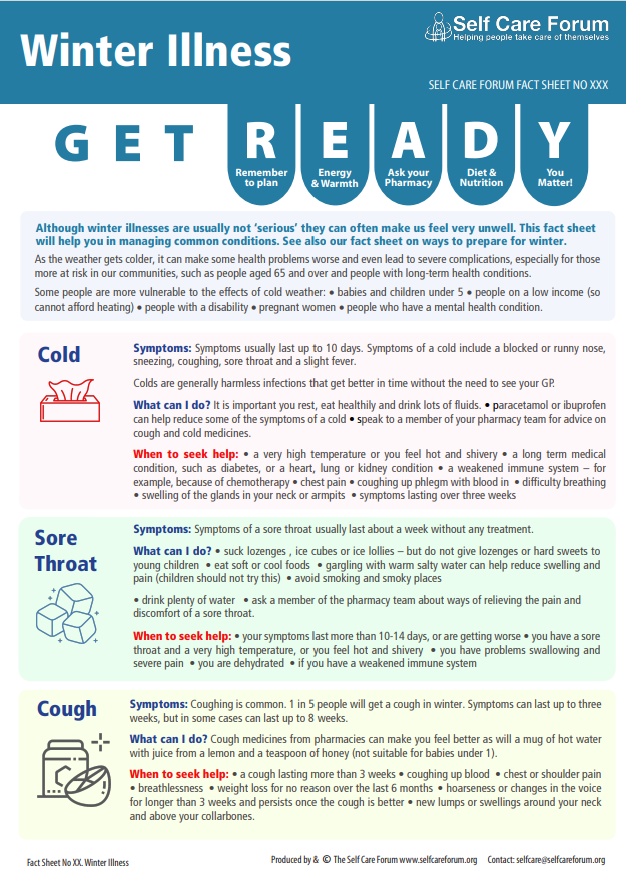 Winter Illness
Self Care Forum
Helping people take care of themselves
SELF CARE FORUM FACT SHEET NO XXX
GET READY
Remember to plan
Energy & Warmth
Ask your Pharmacy
Diet & Nutrition
You Matter!
Although winter illnesses are usually not ‘serious’ they can often make us feel very unwell. This fact sheet
will help you in managing common conditions. See also our fact sheet on ways to prepare for winter.
As the weather gets colder, it can make some health problems worse and even lead to severe complications, especially for those
more at risk in our communities, such as people aged 65 and over and people with long-term health conditions.
Some people are more vulnerable to the effects of cold weather: • babies and children under 5 • people on a low income (so
cannot afford heating) • people with a disability • pregnant women • people who have a mental health condition.
Cold
Symptoms: Symptoms usually last up to 10 days. Symptoms of a cold include a blocked or runny nose,
sneezing, coughing, sore throat and a slight fever.
Colds are generally harmless infections that get better in time without the need to see your GP.
What can I do? It is important you rest, eat healthily and drink lots of fluids. • paracetamol or ibuprofen
can help reduce some of the symptoms of a cold • speak to a member of your pharmacy team for advice on
cough and cold medicines.
When to seek help: • a very high temperature or you feel hot and shivery • a long term medical
condition, such as diabetes, or a heart, lung or kidney condition • a weakened immune system – for
example, because of chemotherapy • chest pain • coughing up phlegm with blood in • difficulty breathing
• swelling of the glands in your neck or armpits • symptoms lasting over three weeks
Sore
Throat
Symptoms: Symptoms of a sore throat usually last about a week without any treatment.
What can I do? • suck lozenges , ice cubes or ice lollies – but do not give lozenges or hard sweets to
young children • eat soft or cool foods • gargling with warm salty water can help reduce swelling and
pain (children should not try this) • avoid smoking and smoky places
• drink plenty of water • ask a member of the pharmacy team about ways of relieving the pain and
discomfort of a sore throat.
When to seek help: • your symptoms last more than 10-14 days, or are getting worse • you have a sore
throat and a very high temperature, or you feel hot and shivery • you have problems swallowing and
severe pain • you are dehydrated • if you have a weakened immune system
Cough
Symptoms: Coughing is common. 1 in 5 people will get a cough in winter. Symptoms can last up to three
weeks, but in some cases can last up to 8 weeks.
What can I do? Cough medicines from pharmacies can make you feel better as will a mug of hot water
with juice from a lemon and a teaspoon of honey (not suitable for babies under 1).
When to seek help: • a cough lasting more than 3 weeks • coughing up blood • chest or shoulder pain
• breathlessness • weight loss for no reason over the last 6 months • hoarseness or changes in the voice
for longer than 3 weeks and persists once the cough is better • new lumps or swellings around your neck
and above your collarbones.
Fact Sheet No XX. Winter Illness
Produced by & © The Self Care Forum www.selfcareforum.org Contact: selfcare@selfcareforum.org